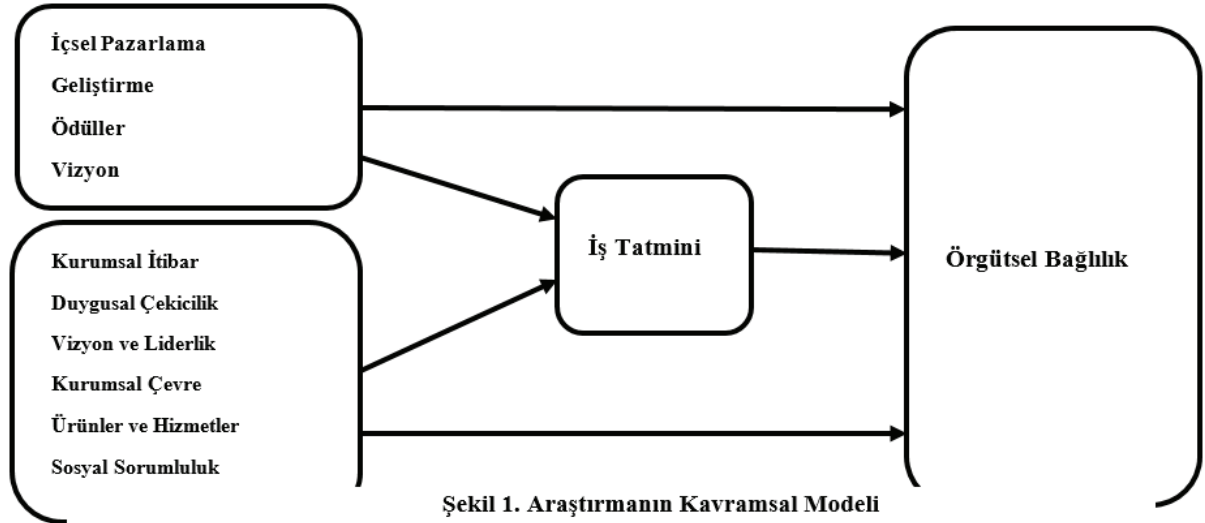 İçsel Pazarlama
Geliştirme
Ödüller
Vizyon
Kurumsal İtibar
Duygusal Çekicilik
Vizyon ve Liderlik
Kurumsal Çevre
Ürünler ve Hizmetler
Sosyal Sorumluluk
İş Tatmini
Örgütsel Bağlılık
Şekil 1. Araştırmanın Kavramsal Modeli